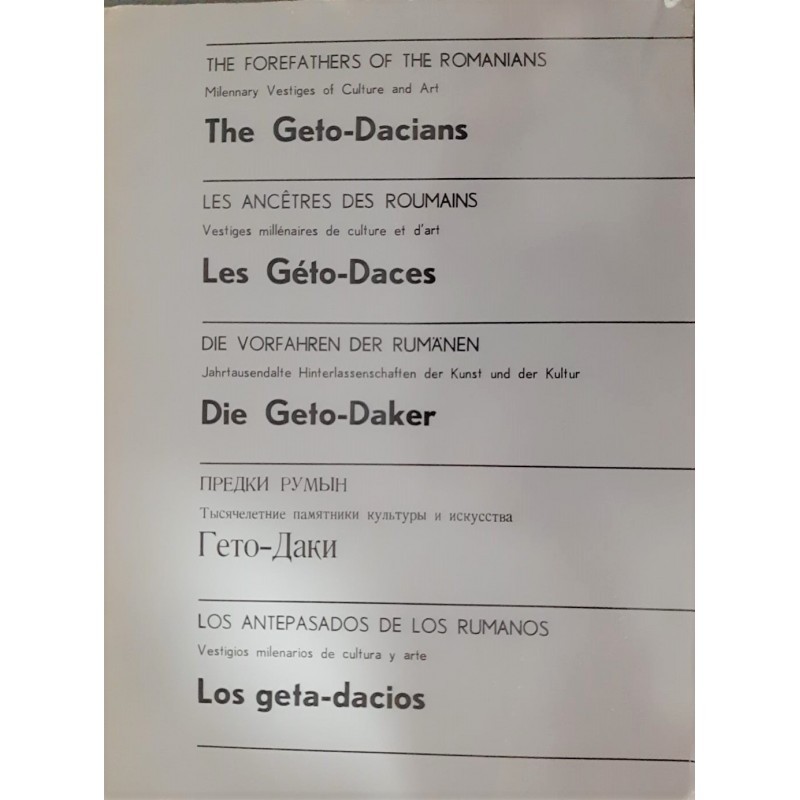 THE FOREFATHERS OF THE ROMANIANS
Milennary Vestiges of Culture and Art
The Geto-Dacians
LES ANCÊTRES DES ROUMAINS
Vestiges millénaires de culture et d'art
Les Géto-Daces
DIE VORFAHREN DER RUMÄNEN
Jahrtausendalte Hinterlassenschaften der Kunst und der Kultur
Die Geto-Daker
ПРЕДКИ РУМЫН
Тысячелетние памятники культуры и искусства
Гето-Даки
LOS ANTEPASADOS DE LOS RUMANOS
Vestigios milenarios de cultura y arte
Los geta-dacios